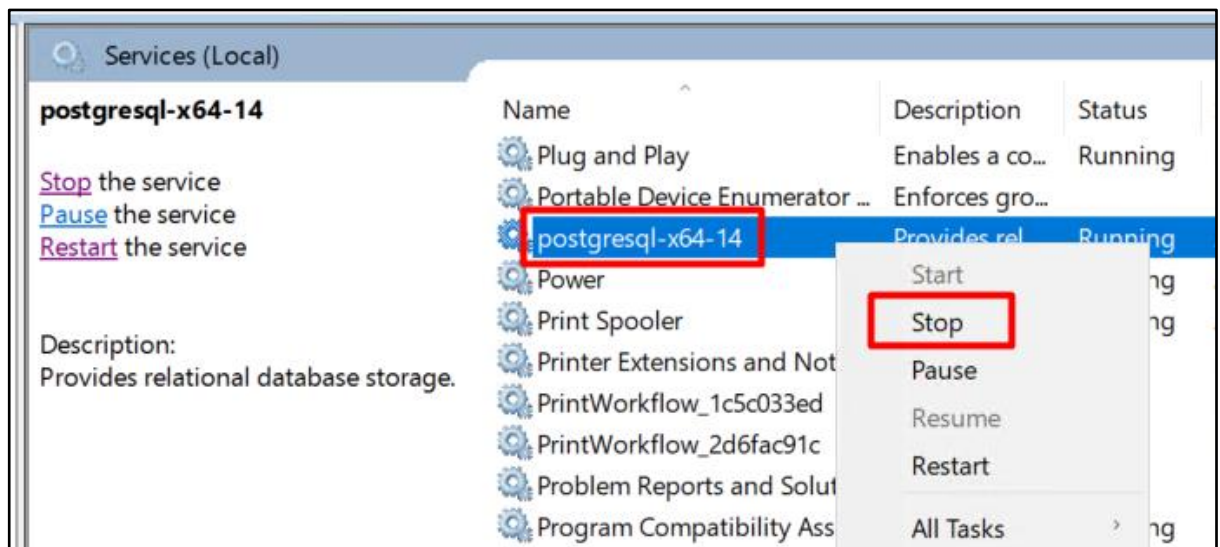 Services (Local)
postgresql-x64-14
Stop the service
Pause the service
Restart the service
Description:
Provides relational database storage.
Name Description Status
Plug and Play Enables a co... Running
Portable Device Enumerator ... Enforces gro...
postgresql-x64-14 Provides rel Running
Power ng
Print Spooler ng
Printer Extensions and Not
PrintWorkflow_1c5c033ed
PrintWorkflow_2d6fac91c
Problem Reports and Solut
Program Compatibility Ass ng
Start
Stop
Pause
Resume
Restart
All Tasks